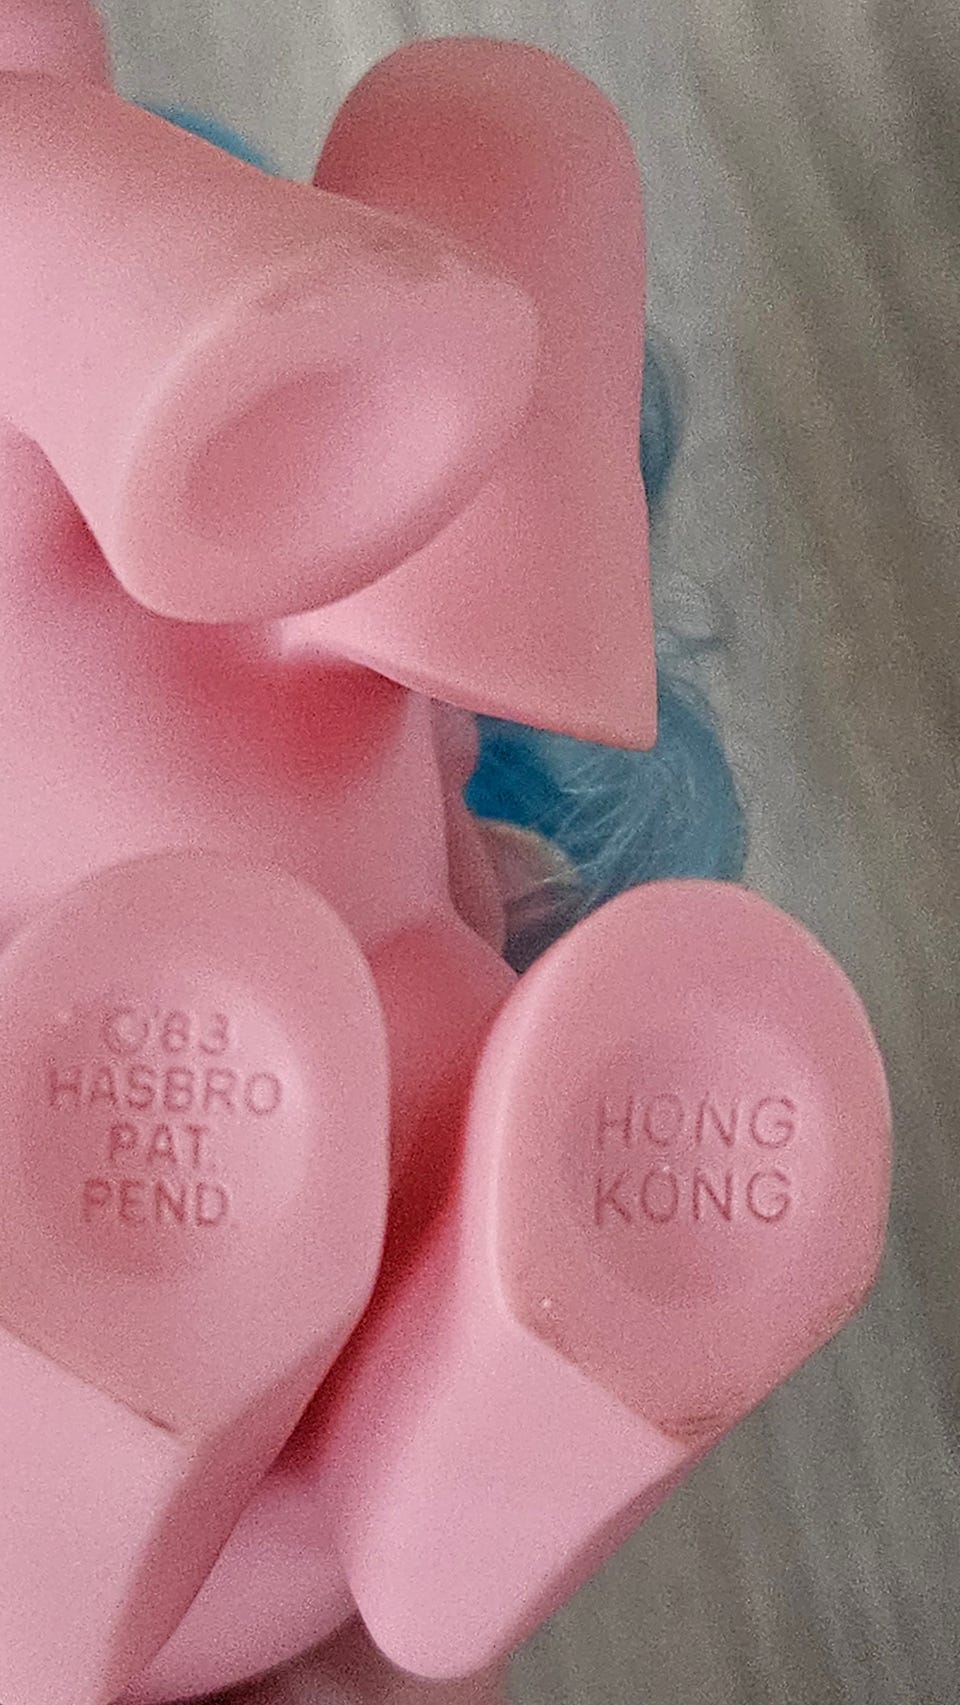 ©'83
HASBRO
PAT.
PEND.
HONG
KONG